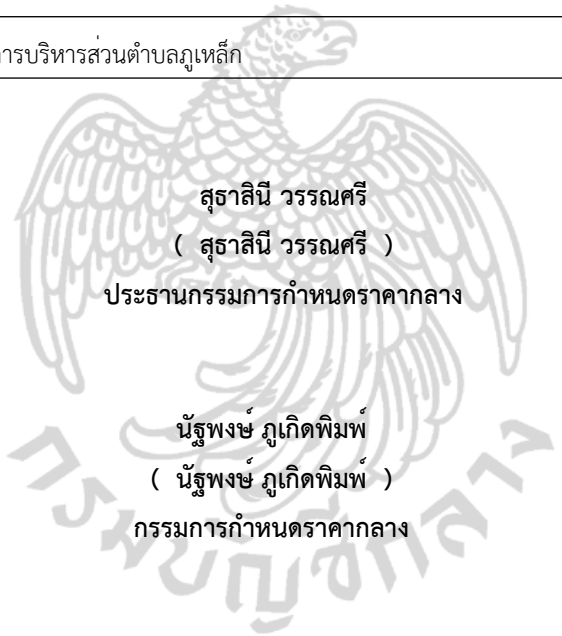 การบริหารส่วนตำบลภูเหล็ก
สุธาสินี วรรณศรี
( สุธาสินี วรรณศรี )
ประธานกรรมการกำหนดราคากลาง
นัฐพงษ์ ภูเกิดพิมพ์
( นัฐพงษ์ ภูเกิดพิมพ์ )
กรรมการกำหนดราคากลาง
กรมบัญชีกลาง